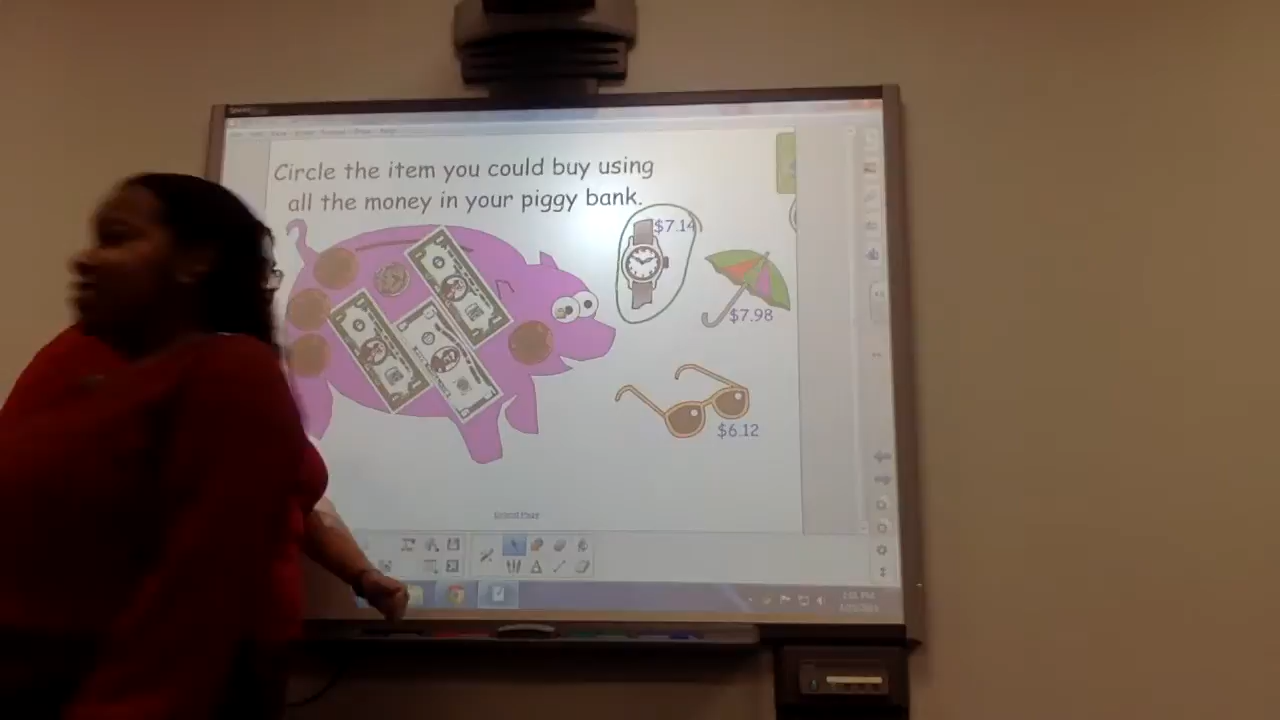 Circle the item you could buy using
all the money in your piggy bank.
$7.14
$7.98
$6.12